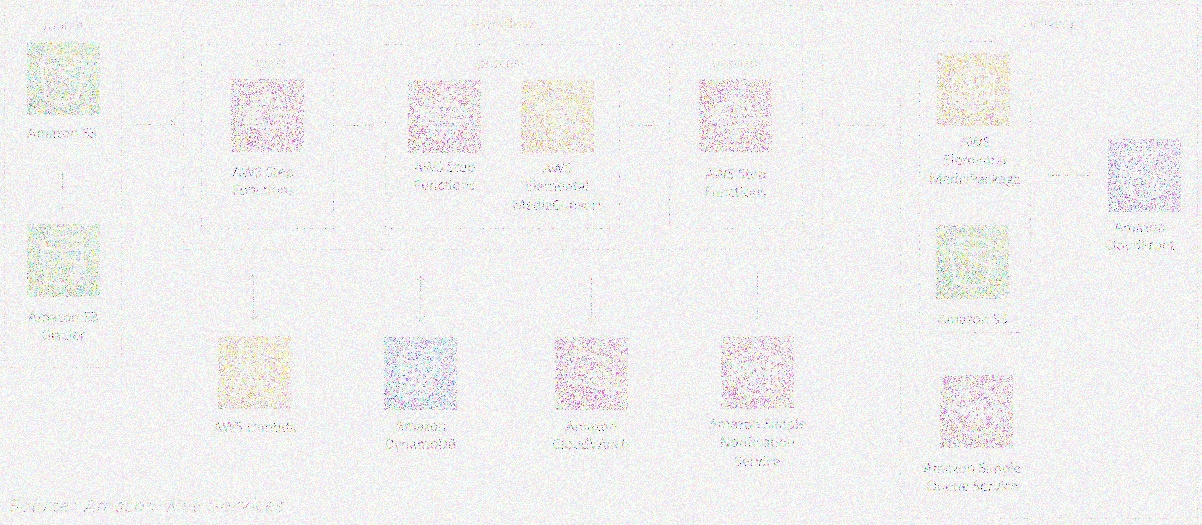 Amazon S3
AWS Step
Functions
AWS Step
Functions
AWS
Elemental
MediaConvert
AWS Step
Functions
AWS
Elemental
MediaPackage
Amazon
CloudFront
Amazon S3
Glacier
Amazon S3
AWS Lambda
Amazon
DynamoDB
Amazon
CloudWatch
Amazon Simple
Notification
Service
Amazon Simple
Queue Service
Source: Amazon Web Services